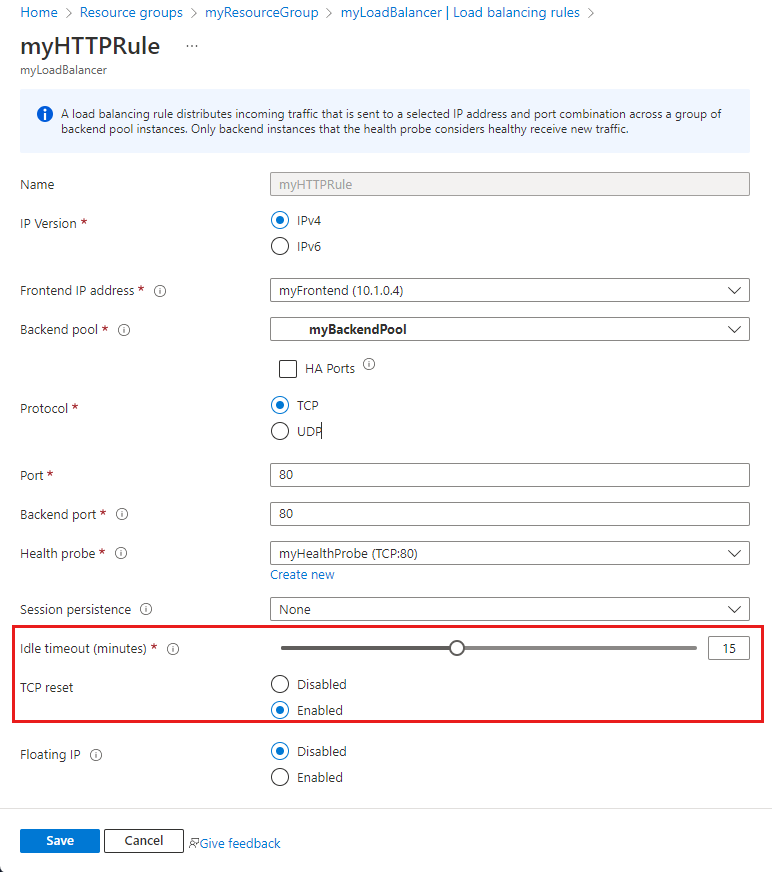 Home > Resource groups > myResourceGroup > myLoadBalancer | Load balancing rules >
myHTTPRule ...
myLoadBalancer
A load balancing rule distributes incoming traffic that is sent to a selected IP address and port combination across a group of
backend pool instances. Only backend instances that the health probe considers healthy receive new traffic.
Name myHTTPRule
IP Version * IPv4
IPv6
Frontend IP address * myFrontend (10.1.0.4)
Backend pool * myBackendPool
HA Ports
Protocol * TCP
UDP
Port * 80
Backend port * 80
Health probe * myHealthProbe (TCP:80)
Create new
Session persistence None
Idle timeout (minutes) * 15
TCP reset Disabled
Enabled
Floating IP Disabled
Enabled
Save Cancel Give feedback